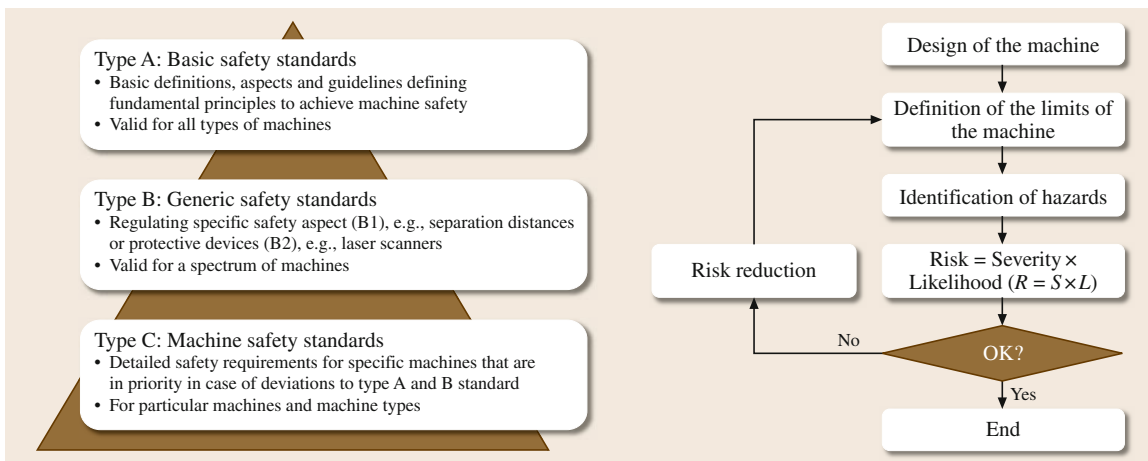 Type A: Basic safety standards
• Basic definitions, aspects and guidelines defining
fundamental principles to achieve machine safety
• Valid for all types of machines
Type B: Generic safety standards
• Regulating specific safety aspect (B1), e.g., separation distances
or protective devices (B2), e.g., laser scanners
• Valid for a spectrum of machines
Type C: Machine safety standards
• Detailed safety requirements for specific machines that are
in priority in case of deviations to type A and B standard
• For particular machines and machine types
Design of the machine
Definition of the limits of
the machine
Identification of hazards
Risk = Severity ×
Likelihood (R = S × L)
Risk reduction
No
OK?
Yes
End